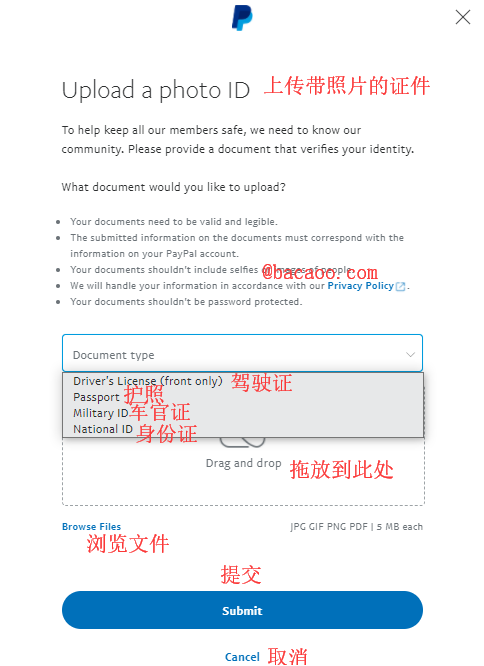 Upload a photo ID 上传带照片的证件
To help keep all our members safe, we need to know our
community. Please provide a document that verifies your identity.
What document would you like to upload?
Your documents need to be valid and legible.
The submitted information on the documents must correspond with the
information on your PayPal account.
Your documents shouldn't include selfies or images of people.
@bacaoo.com
We will handle your information in accordance with our Privacy Policy.
Your documents shouldn't be password protected.
Document type
Driver's License (front only) 驾驶证
Passport 护照
Military ID 军官证
National ID 身份证
Drag and drop 拖放到此处
Browse Files JPG GIF PNG PDF | 5 MB each
浏览文件
提交
Submit
Cancel 取消